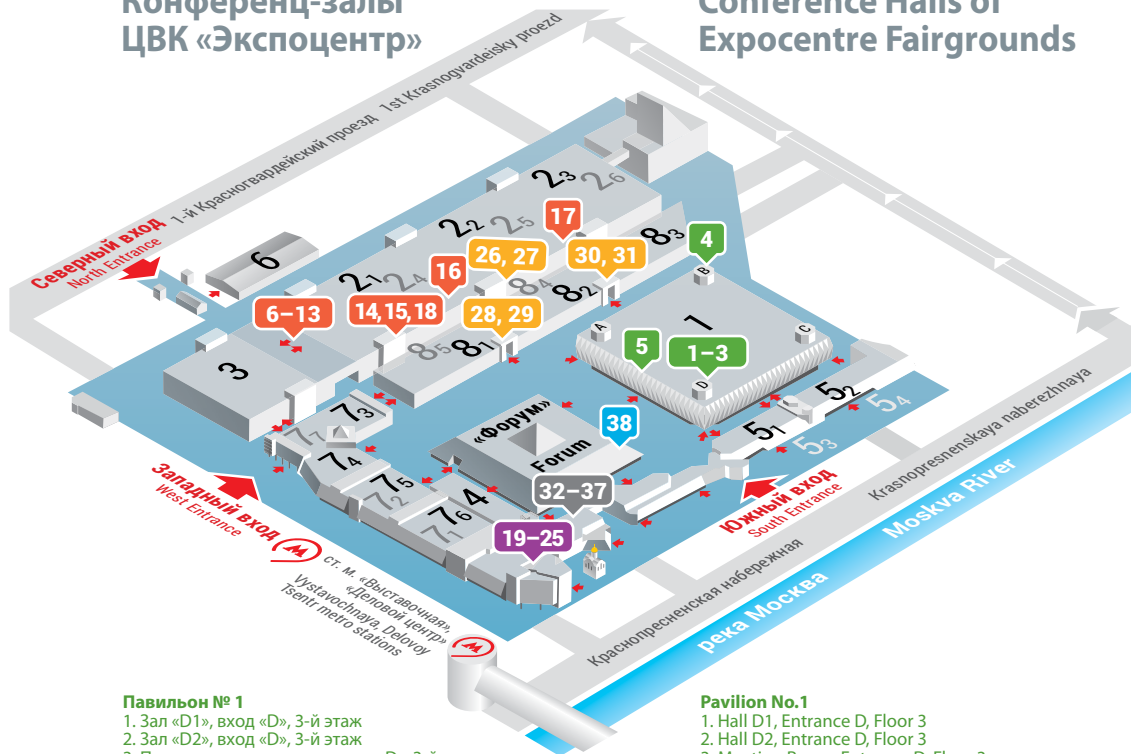 Конференц-залы
ЦВК «Экспоцентр»
Conference Halls of
Expocentre Fairgrounds
1-й Красногвардейский проезд 1st Krasnogvardeisky proezd
Северный вход
North Entrance
6
2₃
2₆
2₂
2₅
17
8₃
4
B
2₁
2₄
16
26, 27
30, 31
8₄
8₂
6–13
14, 15, 18
28, 29
1
A
C
5
1–3
D
3
8₅
8₁
5₂
5₄
7₃
7₇
«Форум»
Forum
38
5₁
5₃
7₄
7₅
7₂
4
32–37
7₆
7₁
19–25
Западный вход
West Entrance
Южный вход
South Entrance
Краснопресненская набережная
Krasnopresnenskaya naberezhnaya
река Москва
Moskva River
ст. м. «Выставочная»,
«Деловой центр»
Vystavochnaya, Delovoy
Tsentr metro stations
Павильон № 1
1. Зал «D1», вход «D», 3-й этаж
2. Зал «D2», вход «D», 3-й этаж
Pavilion No.1
1. Hall D1, Entrance D, Floor 3
2. Hall D2, Entrance D, Floor 3